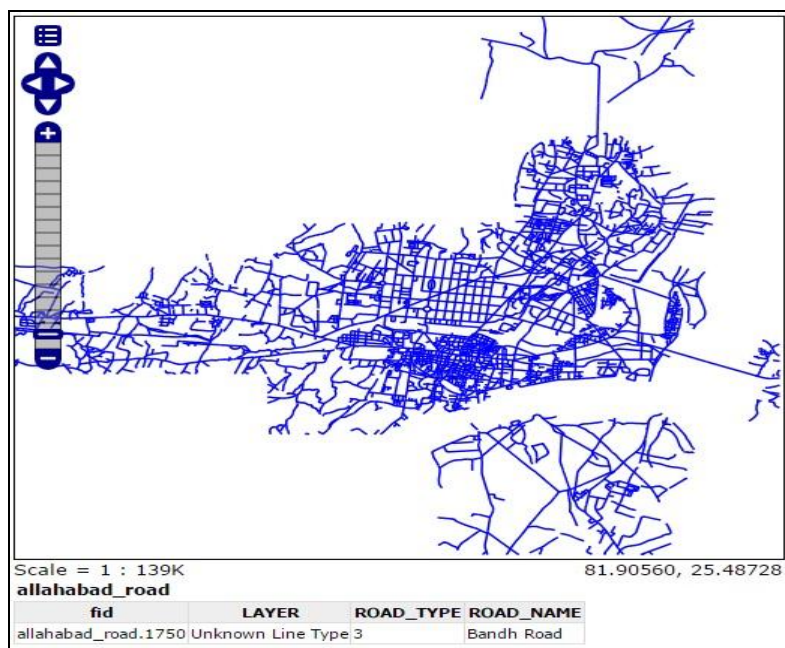 Scale = 1 : 139K
81.90560, 25.48728
allahabad_road
fid LAYER ROAD_TYPE ROAD_NAME
allahabad_road.1750 Unknown Line Type 3 Bandh Road